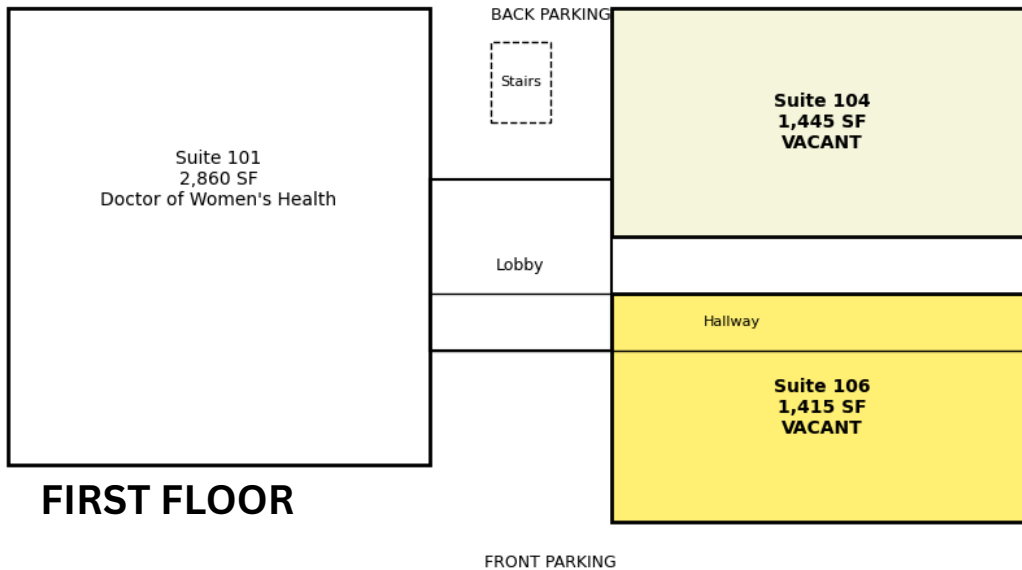 BACK PARKING
Stairs
Suite 104
1,445 SF
VACANT
Suite 101
2,860 SF
Doctor of Women's Health
Lobby
Hallway
Suite 106
1,415 SF
VACANT
FIRST FLOOR
FRONT PARKING